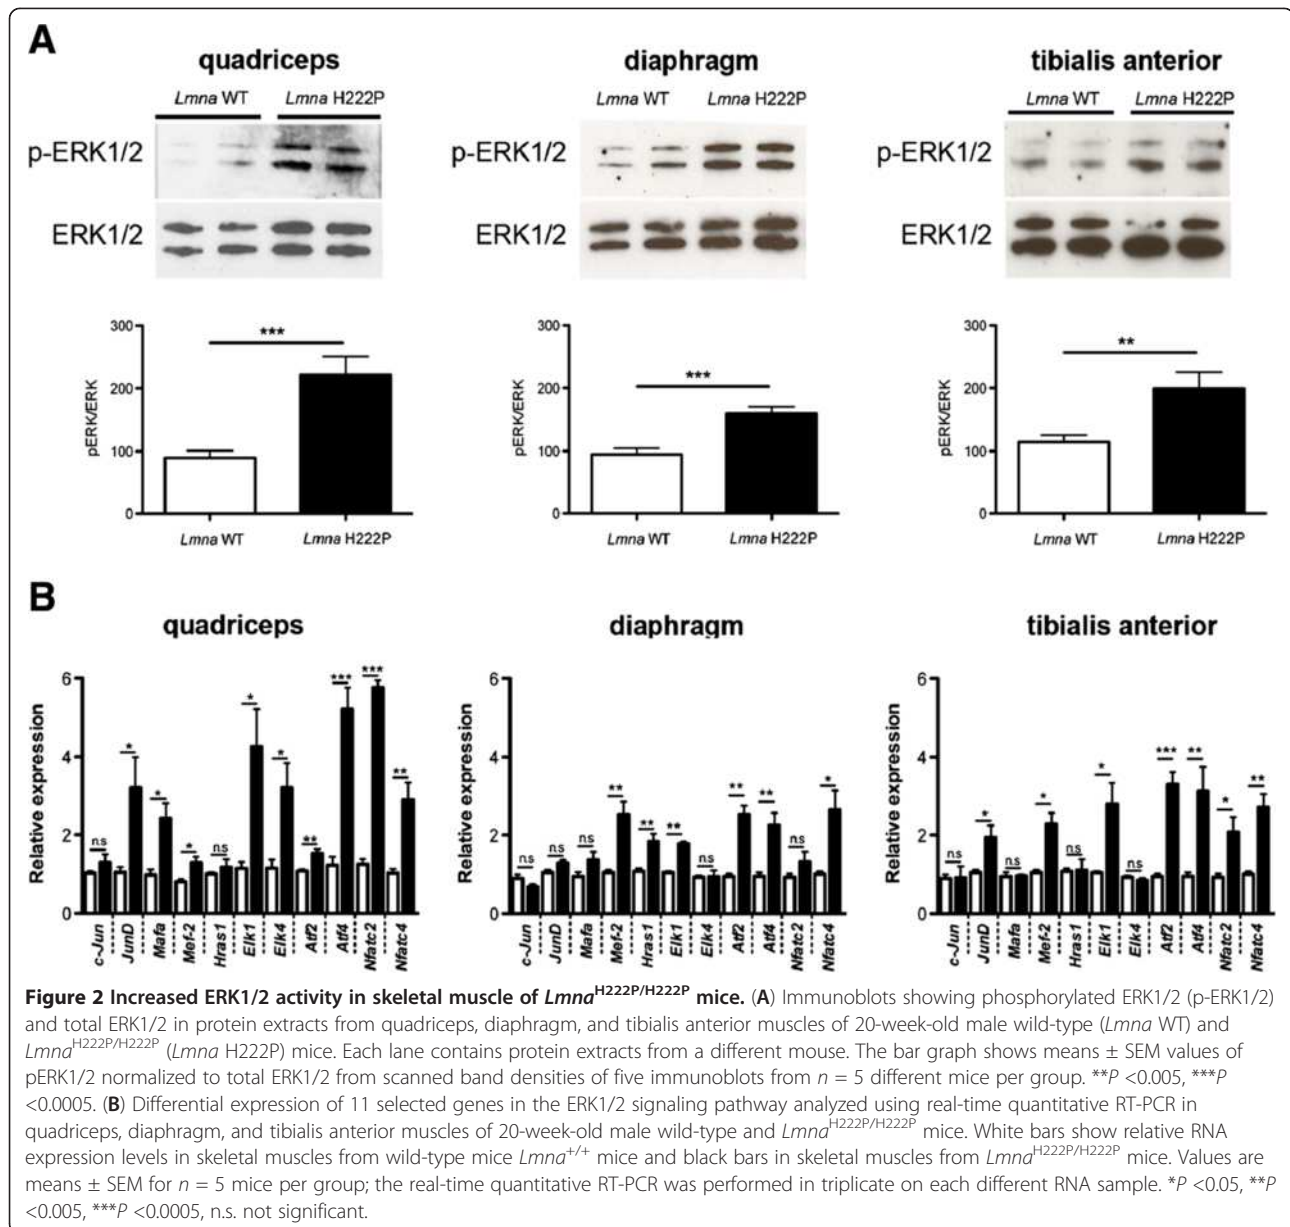 A
quadriceps
diaphragm
tibialis anterior
Lmna WT Lmna H222P
Lmna WT Lmna H222P
Lmna WT Lmna H222P
p-ERK1/2
p-ERK1/2
p-ERK1/2
ERK1/2
ERK1/2
ERK1/2
300
200
100
0
pERK/ERK
***
Lmna WT Lmna H222P
300
200
100
0
pERK/ERK
***
Lmna WT Lmna H222P
300
200
100
0
pERK/ERK
**
Lmna WT Lmna H222P
B
quadriceps
diaphragm
tibialis anterior
Relative expression
6
4
2
0
n.s * * * n.s * * ** *** *** **
c-Jun JunD Mafa Mef-2 Hras1 Elk1 Elk4 Atf2 Atf4 Nfatc2 Nfatc4
Relative expression
6
4
2
0
n.s n.s n.s ** ** ** n.s ** ** n.s *
c-Jun JunD Mafa Mef-2 Hras1 Elk1 Elk4 Atf2 Atf4 Nfatc2 Nfatc4
Relative expression
6
4
2
0
n.s * n.s * n.s * n.s *** ** * **
c-Jun JunD Mafa Mef-2 Hras1 Elk1 Elk4 Atf2 Atf4 Nfatc2 Nfatc4
Figure 2 Increased ERK1/2 activity in skeletal muscle of Lmna^H222P/H222P mice. (A) Immunoblots showing phosphorylated ERK1/2 (p-ERK1/2)
and total ERK1/2 in protein extracts from quadriceps, diaphragm, and tibialis anterior muscles of 20-week-old male wild-type (Lmna WT) and
Lmna^H222P/H222P (Lmna H222P) mice. Each lane contains protein extracts from a different mouse. The bar graph shows means ± SEM values of
pERK1/2 normalized to total ERK1/2 from scanned band densities of five immunoblots from n = 5 different mice per group. **P <0.005, ***P
<0.0005. (B) Differential expression of 11 selected genes in the ERK1/2 signaling pathway analyzed using real-time quantitative RT-PCR in
quadriceps, diaphragm, and tibialis anterior muscles of 20-week-old male wild-type and Lmna^H222P/H222P mice. White bars show relative RNA
expression levels in skeletal muscles from wild-type mice Lmna^+/+ mice and black bars in skeletal muscles from Lmna^H222P/H222P mice. Values are
means ± SEM for n = 5 mice per group; the real-time quantitative RT-PCR was performed in triplicate on each different RNA sample. *P <0.05, **P
<0.005, ***P <0.0005, n.s. not significant.